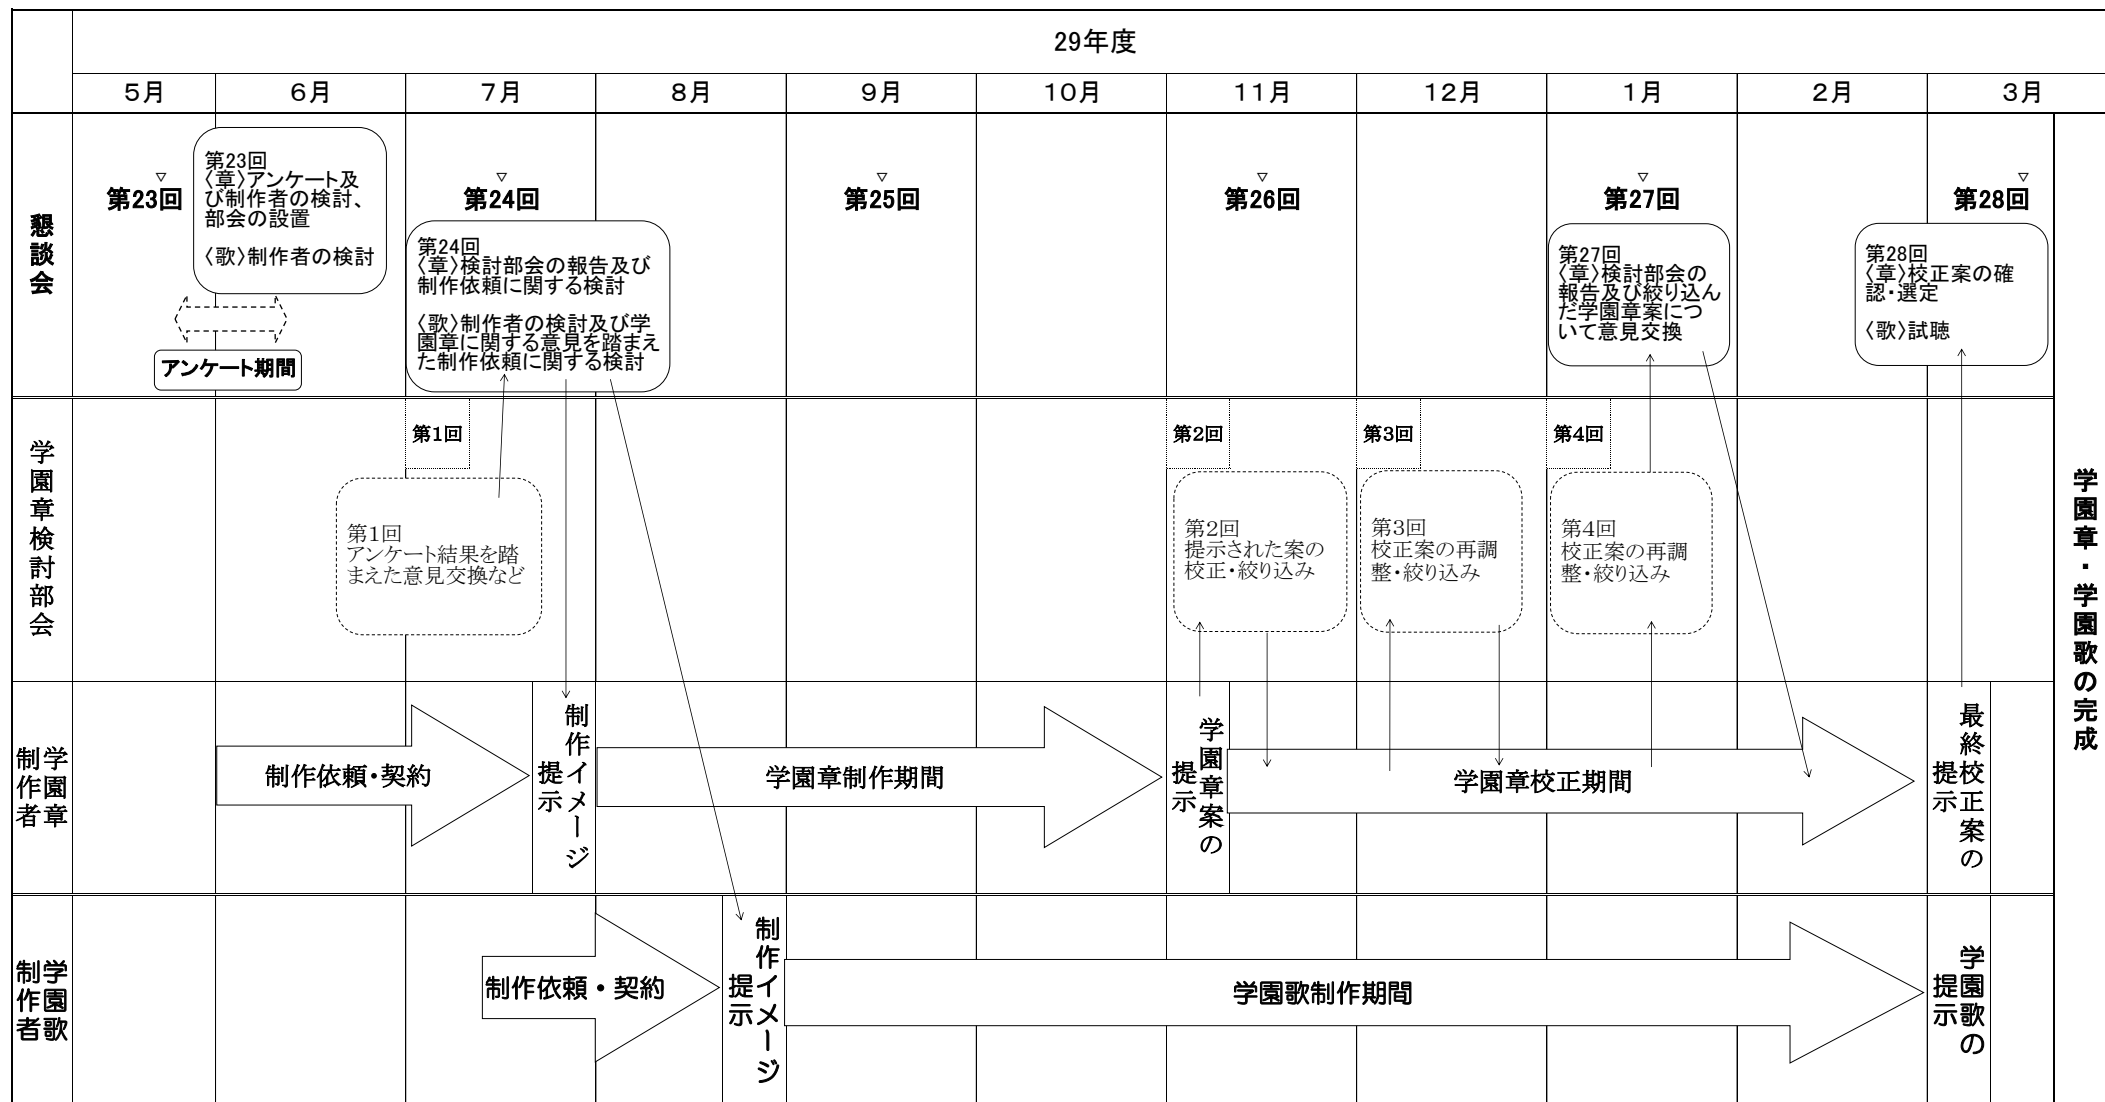 29年度
5月
6月
7月
8月
9月
10月
11月
12月
1月
2月
3月
懇談会
第23回
第23回
〈章〉アンケート及
び制作者の検討、
部会の設置
〈歌〉制作者の検討
アンケート期間
第24回
第24回
〈章〉検討部会の報告及び
制作依頼に関する検討
〈歌〉制作者の検討及び学
園章に関する意見を踏まえ
た制作依頼に関する検討
第25回
第26回
第27回
第27回
〈章〉検討部会の
報告及び絞り込ん
だ学園章案につ
いて意見交換
第28回
第28回
〈章〉校正案の確
認・選定
〈歌〉試聴
学園章検討部会
第1回
第1回
アンケート結果を踏
まえた意見交換など
第2回
第2回
提示された案の
校正・絞り込み
第3回
第3回
校正案の再調
整・絞り込み
第4回
第4回
校正案の再調
整・絞り込み
学園章
制作者
制作依頼・契約
制作イメージ
提示
学園章制作期間
学園章案の
提示
学園章校正期間
最終校正案の
提示
学園歌
制作者
制作依頼・契約
制作イメージ
提示
学園歌制作期間
学園歌の
提示
学園章・学園歌の完成